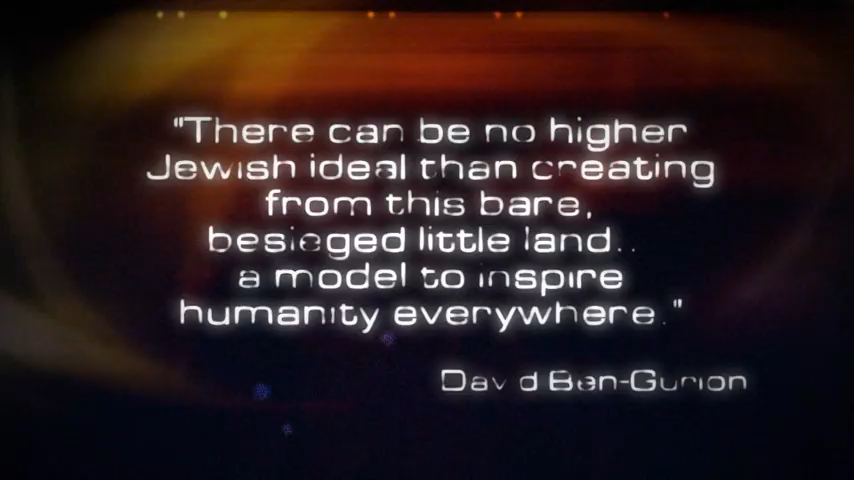 "There can be no higher
Jewish ideal than creating
from this bare,
besieged little land..
a model to inspire
humanity everywhere."
David Ben-Gurion